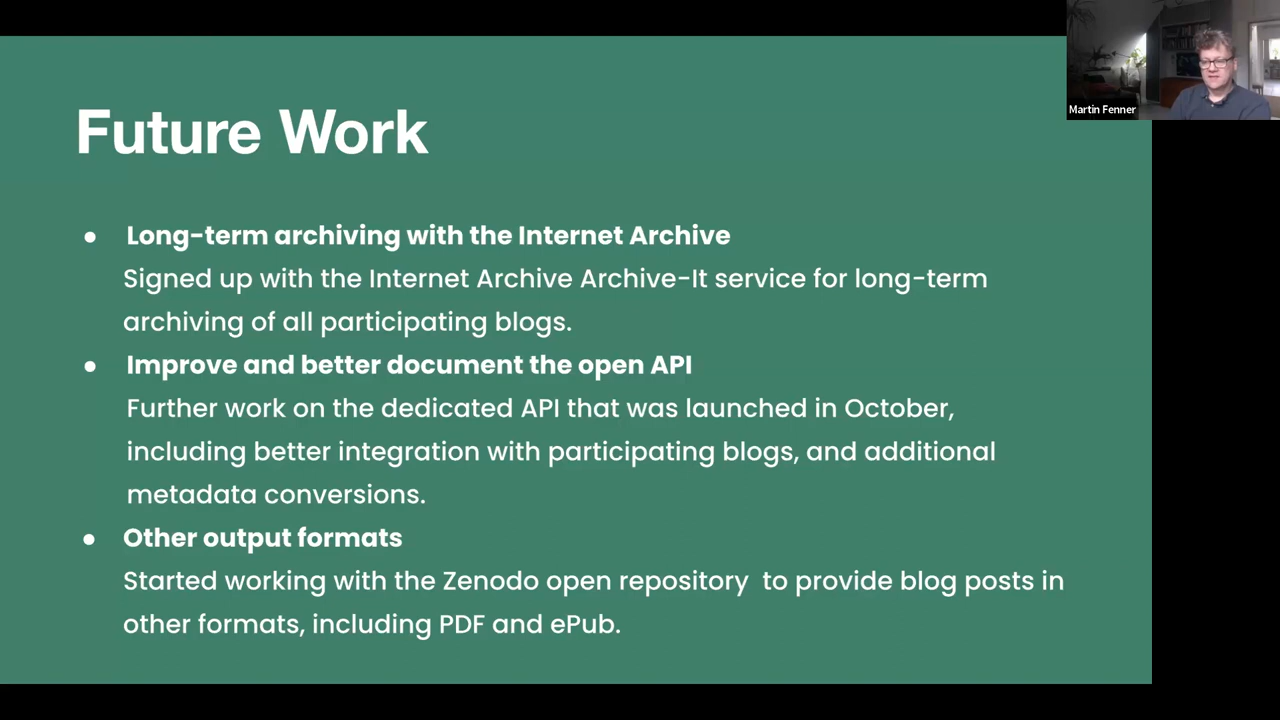 Martin Fenner
Future Work
● Long-term archiving with the Internet Archive
Signed up with the Internet Archive Archive-It service for long-term
archiving of all participating blogs.
● Improve and better document the open API
Further work on the dedicated API that was launched in October,
including better integration with participating blogs, and additional
metadata conversions.
● Other output formats
Started working with the Zenodo open repository  to provide blog posts in
other formats, including PDF and ePub.